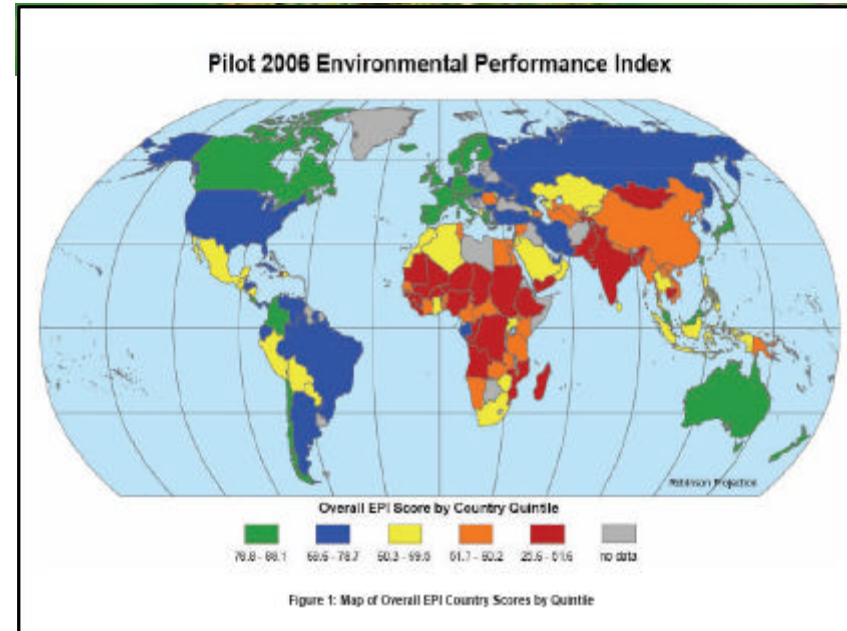 Pilot 2006 Environmental Performance Index
Robinson Projection
Overall EPI Score by Country Quintile
no data
Figure 1: Map of Overall EPI Country Scores by Quintile